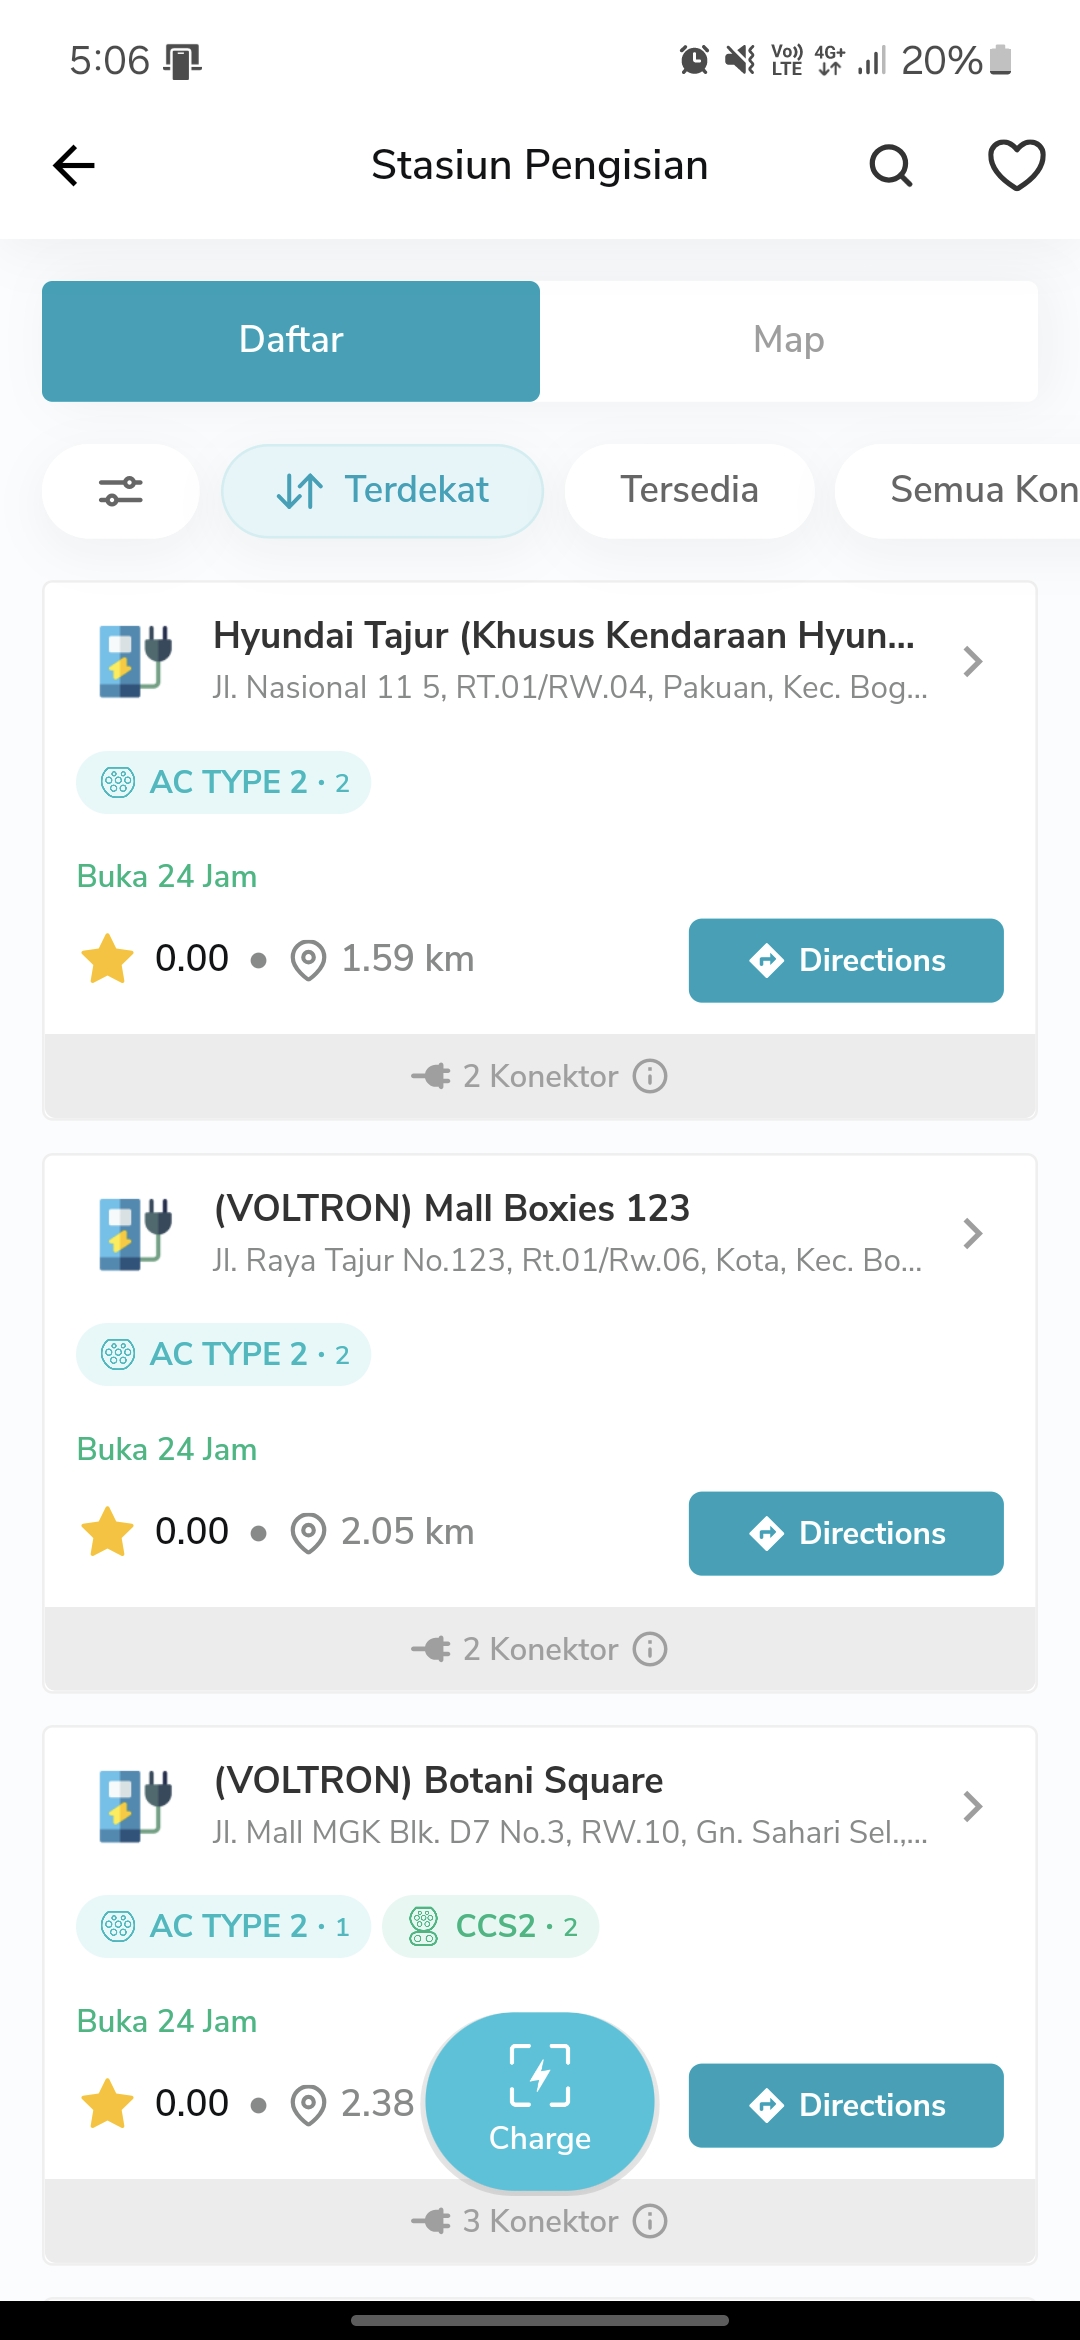 5:06
Vo)) LTE 4G+ 20%
Stasiun Pengisian
Daftar
Map
Terdekat
Tersedia
Semua Kon
Hyundai Tajur (Khusus Kendaraan Hyun...
Jl. Nasional 11 5, RT.01/RW.04, Pakuan, Kec. Bog...
AC TYPE 2 · 2
Buka 24 Jam
0.00 • 1.59 km
Directions
2 Konektor
(VOLTRON) Mall Boxies 123
Jl. Raya Tajur No.123, Rt.01/Rw.06, Kota, Kec. Bo...
AC TYPE 2 · 2
Buka 24 Jam
0.00 • 2.05 km
Directions
2 Konektor
(VOLTRON) Botani Square
Jl. Mall MGK Blk. D7 No.3, RW.10, Gn. Sahari Sel.,...
AC TYPE 2 · 1
CCS2 · 2
Buka 24 Jam
0.00 • 2.38
Charge
Directions
3 Konektor